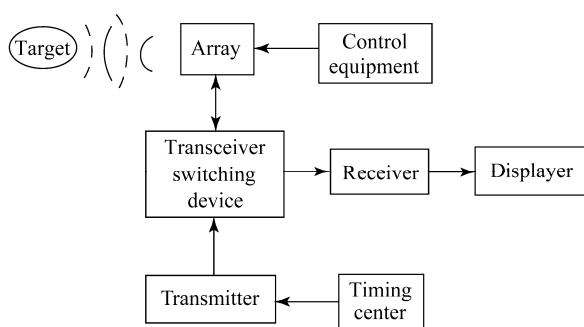 Target
Array
Control
equipment
Transceiver
switching
device
Receiver
Displayer
Transmitter
Timing
center